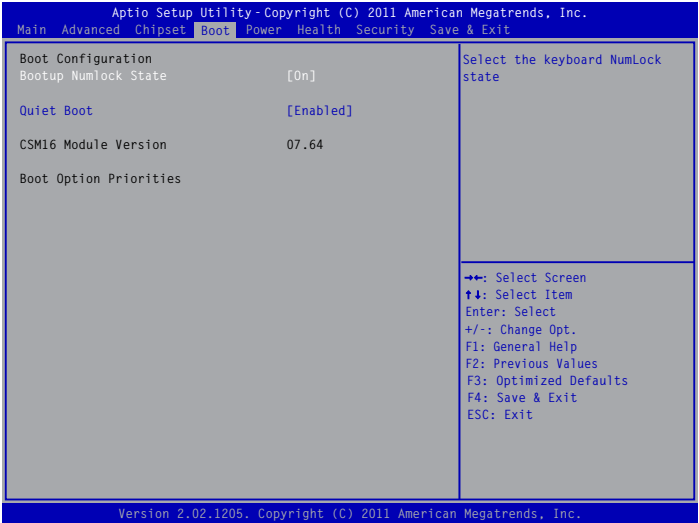 Aptio Setup Utility - Copyright (C) 2011 American Megatrends, Inc.
Main Advanced Chipset Boot Power Health Security Save & Exit
Boot Configuration
Bootup Numlock State [On]
Quiet Boot [Enabled]
CSM16 Module Version 07.64
Boot Option Priorities
Select the keyboard NumLock
state
→←: Select Screen
↑↓: Select Item
Enter: Select
+/-: Change Opt.
F1: General Help
F2: Previous Values
F3: Optimized Defaults
F4: Save & Exit
ESC: Exit
Version 2.02.1205. Copyright (C) 2011 American Megatrends, Inc.